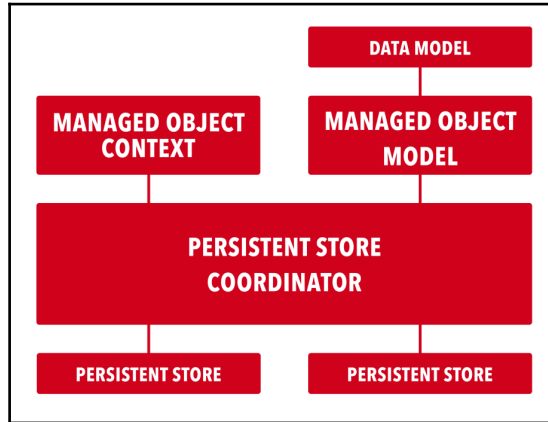 DATA MODEL
MANAGED OBJECT
CONTEXT
MANAGED OBJECT
MODEL
PERSISTENT STORE
COORDINATOR
PERSISTENT STORE
PERSISTENT STORE